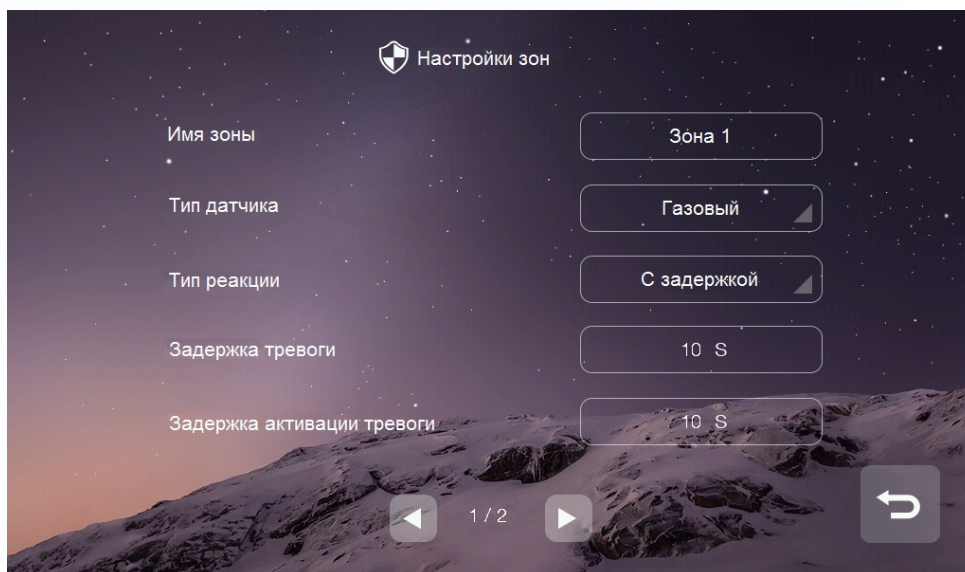 Настройки зон
Имя зоны
Зона 1
Тип датчика
Газовый
Тип реакции
С задержкой
Задержка тревоги
10 S
Задержка активации тревоги
10 S
1 / 2